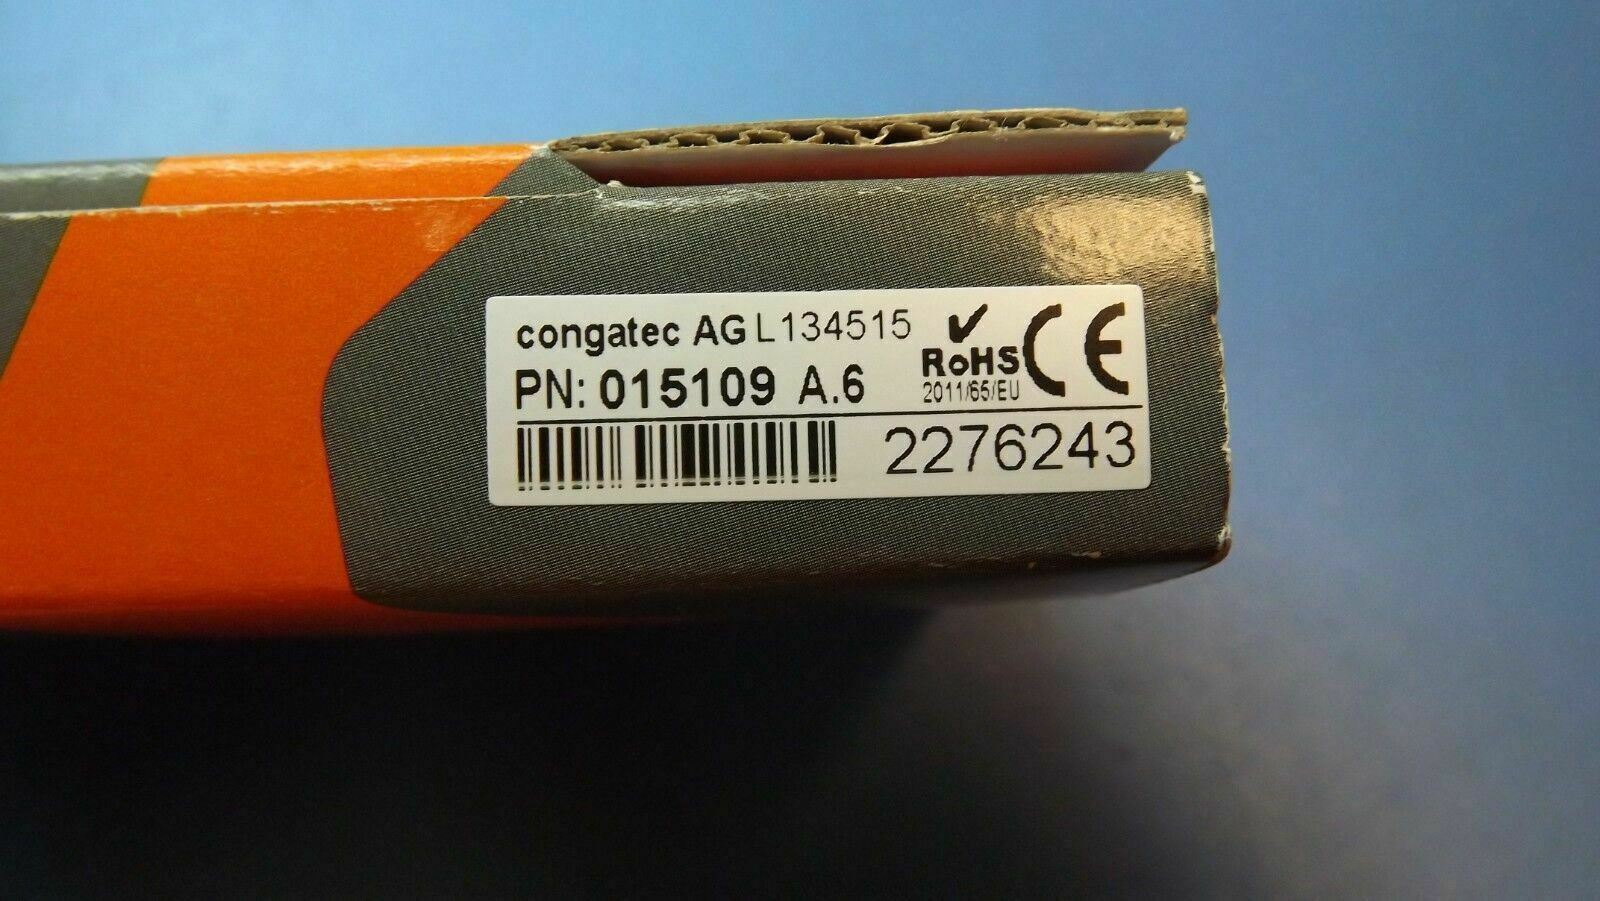 congatec AG L134515
PN: 015109 A.6
✓
RoHS
2011/65/EU
CE
2276243